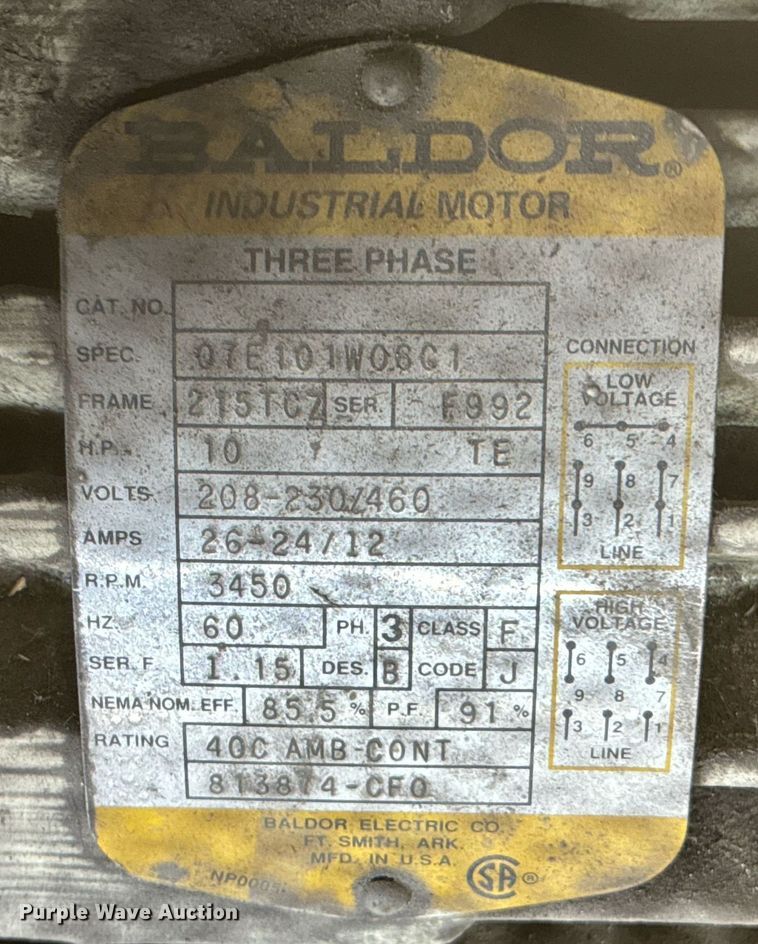 BALDOR®
INDUSTRIAL MOTOR
THREE PHASE
CAT. NO.
SPEC. 07E101W06G1
FRAME 215TCZ SER. F992
H.P. 10 TE
VOLTS 208-230/460
AMPS 26-24/12
R.P.M. 3450
HZ. 60 PH. 3 CLASS F
SER. F. 1.15 DES. B CODE J
NEMA NOM. EFF. 85.5 % P.F. 91 %
RATING 40C AMB-CONT
813874-CFO
CONNECTION
LOW
VOLTAGE
6 5 4
9 8 7
3 2 1
LINE
HIGH
VOLTAGE
6 5 4
9 8 7
3 2 1
LINE
BALDOR ELECTRIC CO.
FT. SMITH, ARK.
MFD. IN U.S.A.
SA ®
Purple Wave Auction